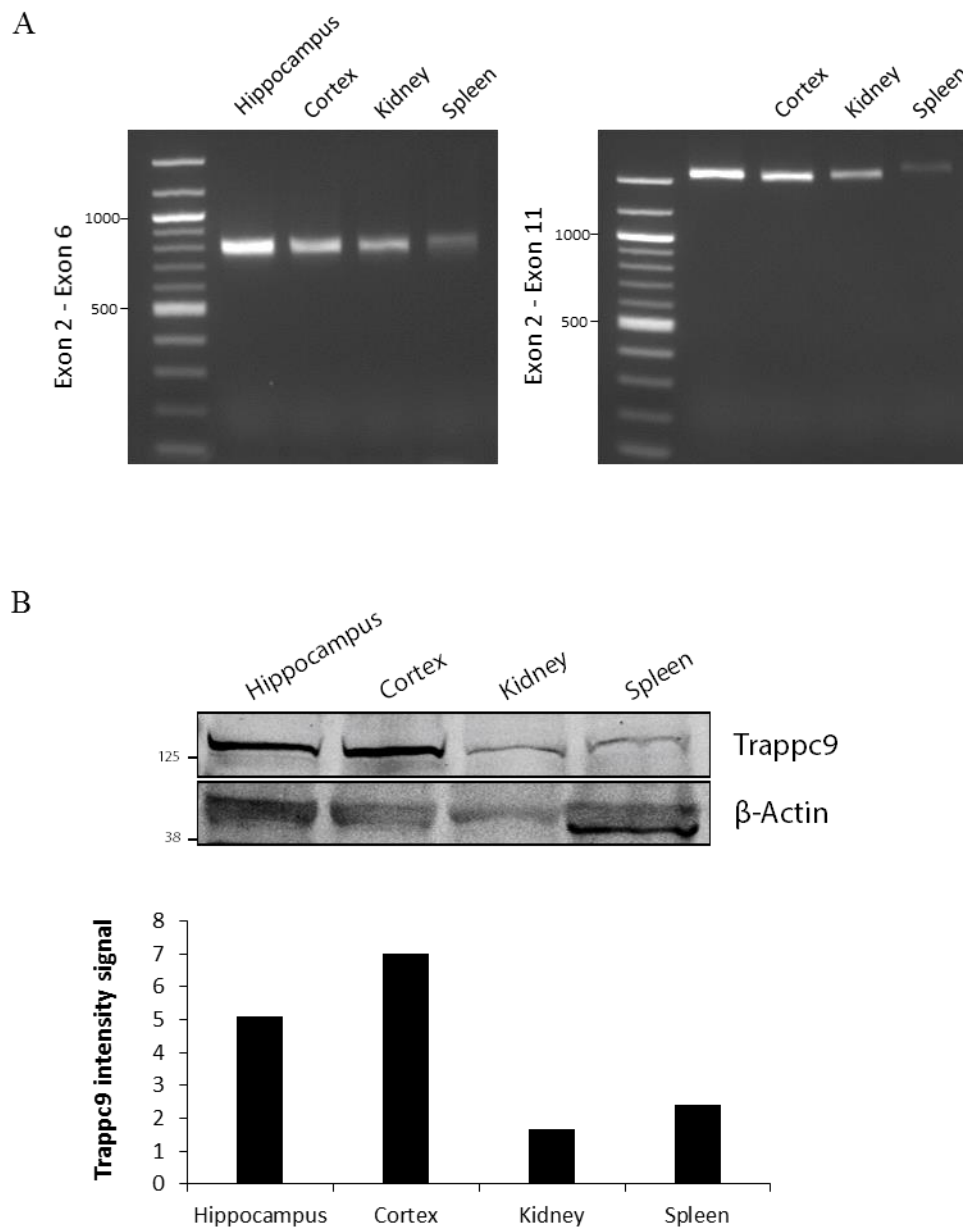 A
Hippocampus
Cortex
Kidney
Spleen
Exon 2 - Exon 6
1000
500
Cortex
Kidney
Spleen
Exon 2 - Exon 11
1000
500
B
Hippocampus
Cortex
Kidney
Spleen
125
Trappc9
38
β-Actin
Trappc9 intensity signal
8
7
6
5
4
3
2
1
0
Hippocampus Cortex Kidney Spleen